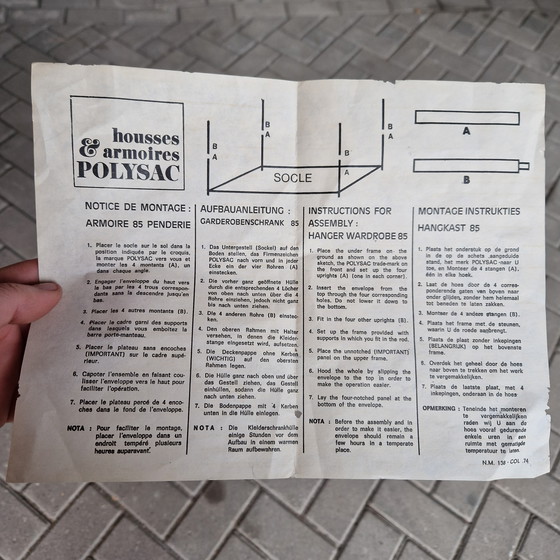 housses
& armoires
POLYSAC
B
A
B
A
B
A
SOCLE
A
B
NOTICE DE MONTAGE :
ARMOIRE 85 PENDERIE
1. Placer le socle sur le sol dans la
position indiquée par le croquis,
la marque POLYSAC vers vous et
monter les 4 montants (A), un
dans chaque angle.
2. Engager l'enveloppe du haut vers
le bas par les 4 trous correspon-
dants sans le descendre jusqu'en
bas.
3. Placer les 4 autres montants (B).
4. Placer le cadre garni des supports
dans lesquels vous emboitez la
barre porte-manteau.
5. Placer le plateau sans encoches
(IMPORTANT) sur le cadre supé-
rieur.
6. Capoter l'ensemble en faisant cou-
lisser l'enveloppe vers le haut pour
faciliter l'opération.
7. Placer le plateau percé de 4 enco-
ches dans le fond de l'enveloppe.
NOTA : Pour faciliter le montage,
placer l'enveloppe dans un
endroit tempéré plusieurs
heures auparavant.
AUFBAUANLEITUNG :
GARDEROBENSCHRANK 85
1. Das Untergestell (Sockel) auf den
Boden stellen, das Firmenzeichen
POLYSAC nach vorn und in jeder
Ecke ein der vier Rohren (A)
einstecken.
2. Die vorher ganz geöffnete Hülle
durch die entsprechenden 4 Löcher
von oben nach unten über die 4
Rohre einstehen, jedoch nicht ganz
herunter ziehen.
3. Die 4 anderen Rohre (B) einstec-
ken.
4. Den oberen Rahmen mit Halter
versehen, in denen die Kleider-
stange eingesetzt wird, aufsetzen.
5. Die Deckenpappe ohne Kerben
(WICHTIG) auf den obersten
Rahmen legen.
6. Die Hülle ganz nach oben und über
das Gestell ziehen, das Gestell
einhüllen, sodann die Hülle ganz
nach unten ziehen.
7. Die Bodenpappe mit 4 Kerben
unten in die Hülle einlegen.
NOTA : Die Kleiderschrankhülle
einige Stunden vor dem
Aufbau in einem warmen
Raum aufbewahren.
INSTRUCTIONS FOR
ASSEMBLY :
HANGER WARDROBE 85
1. Place the under frame on the
ground as shown on the above
sketch, the POLYSAC trade-mark on
the front and set up the four
uprights (A) (one in each corner).
2. Insert the envelope from the
top through the four corresponding
holes. Do not lower it down to
the bottom.
3. Fit in the four other uprights (B).
4. Set up the frame provided with
supports in which you fit in the rod.
5. Place the unnotched (IMPORTANT)
panel on the upper frame.
6. Hood the whole by slipping the
envelope to the top in order to
make the operation easier.
7. Lay the four-notched panel at the
bottom of the envelope.
NOTA : Before the assembly and in
order to make it easier, the
envelope should remain a
few hours in a temperate
place.
MONTAGE INSTRUKTIES
HANGKAST 85
1. Plaats het onderstuk op de grond
in de op de schets aangeduide
stand, het merk POLYSAC naar U
toe, en Monteer de 4 stangen (A),
één in elke hoek.
2. Laat de hoes door de 4 corres-
ponderende gaten van boven naar
onder glijden, zonder hem helemaal
tot beneden te laten zakken.
3. Monteer de 4 andere stangen (B).
4. Plaats het frame met de steunen,
waarin U de roede aanbrengt.
5. Plaats de plaat zonder inkepingen
(BELANGRIJK) op het bovenste
frame.
6. Overdek het geheel door de hoes
naar boven te trekken om het werk
te vergemakkelijken.
7. Plaats de laatste plaat, met 4
inkepingen, onderaan in de hoes
OPMERKING : Teneinde het monteren
te vergemakkelijken
raden wij U aan de
hoes vooraf gedurende
enkele uren in een
ruimte met gematigde
temperatuur te laten
N.M. 138 - COL 74